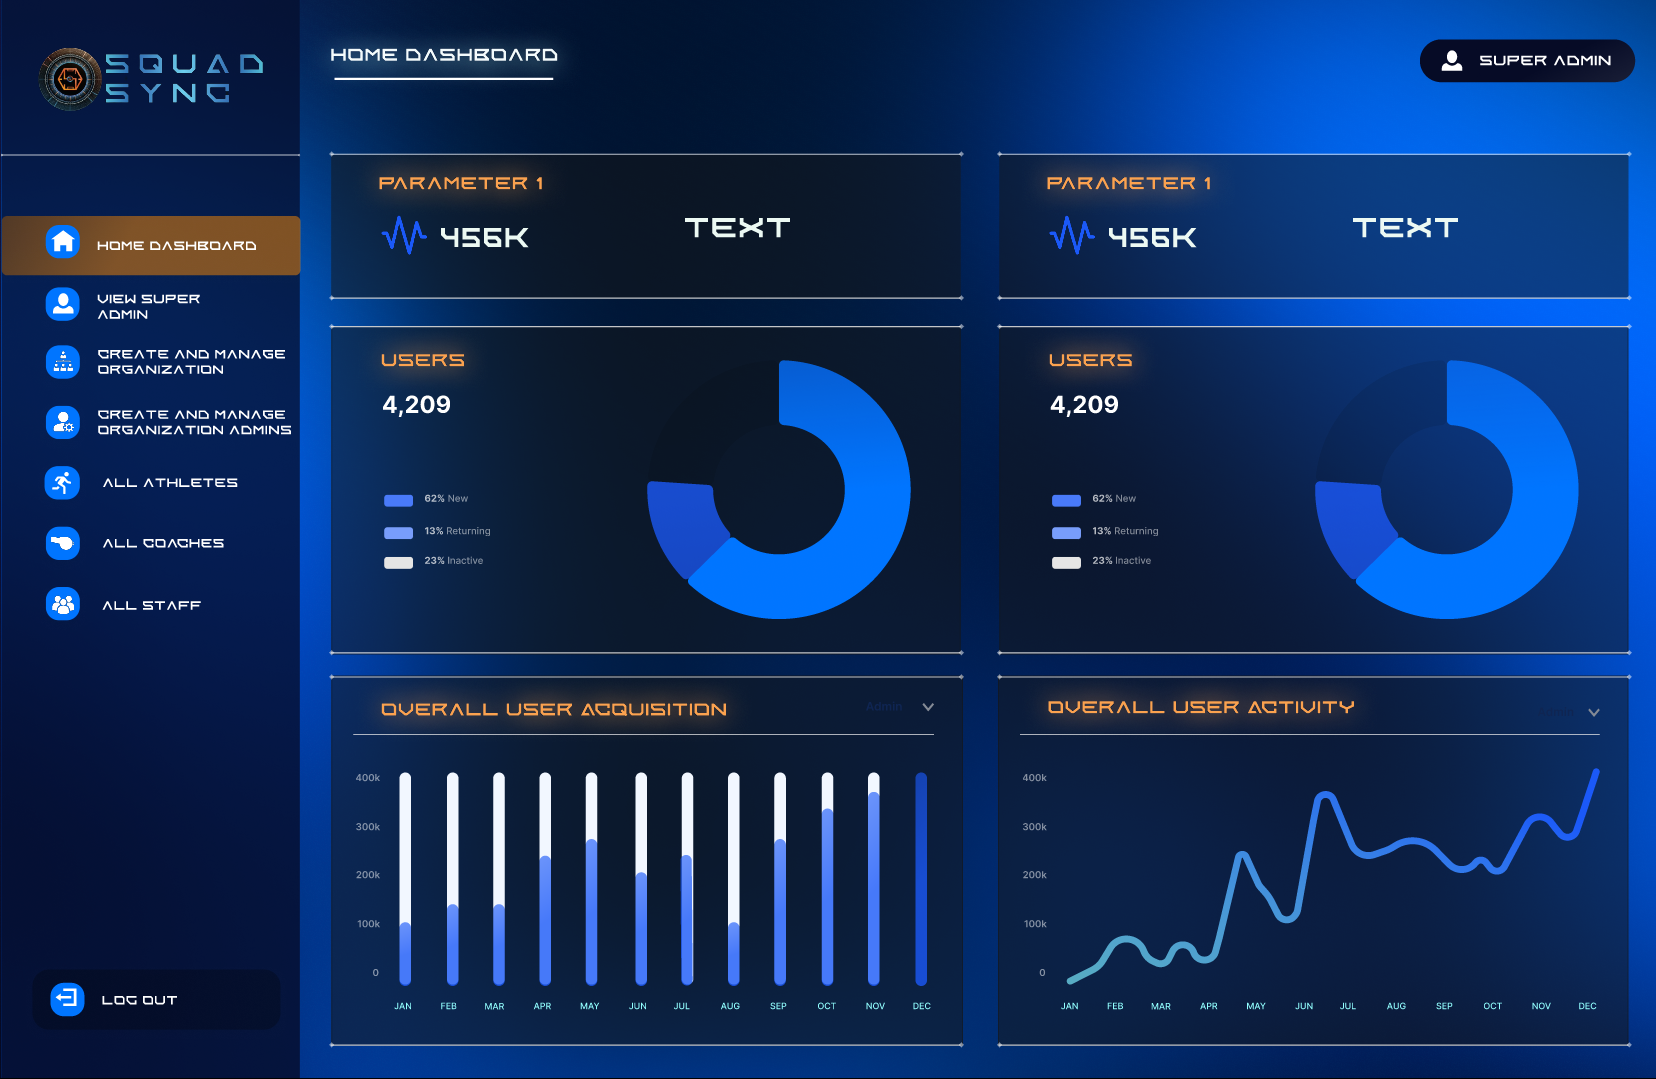 SQUAD
SYNC
HOME DASHBOARD
SUPER ADMIN
HOME DASHBOARD
VIEW SUPER
ADMIN
CREATE AND MANAGE
ORGANIZATION
CREATE AND MANAGE
ORGANIZATION ADMINS
ALL ATHLETES
ALL COACHES
ALL STAFF
LOG OUT
PARAMETER 1
456K
TEXT
PARAMETER 1
456K
TEXT
USERS
4,209
62% New
13% Returning
23% Inactive
USERS
4,209
62% New
13% Returning
23% Inactive
OVERALL USER ACQUISITION
Admin
400k
300k
200k
100k
0
JAN FEB MAR APR MAY JUN JUL AUG SEP OCT NOV DEC
OVERALL USER ACTIVITY
400k
300k
200k
100k
0
JAN FEB MAR APR MAY JUN JUL AUG SEP OCT NOV DEC